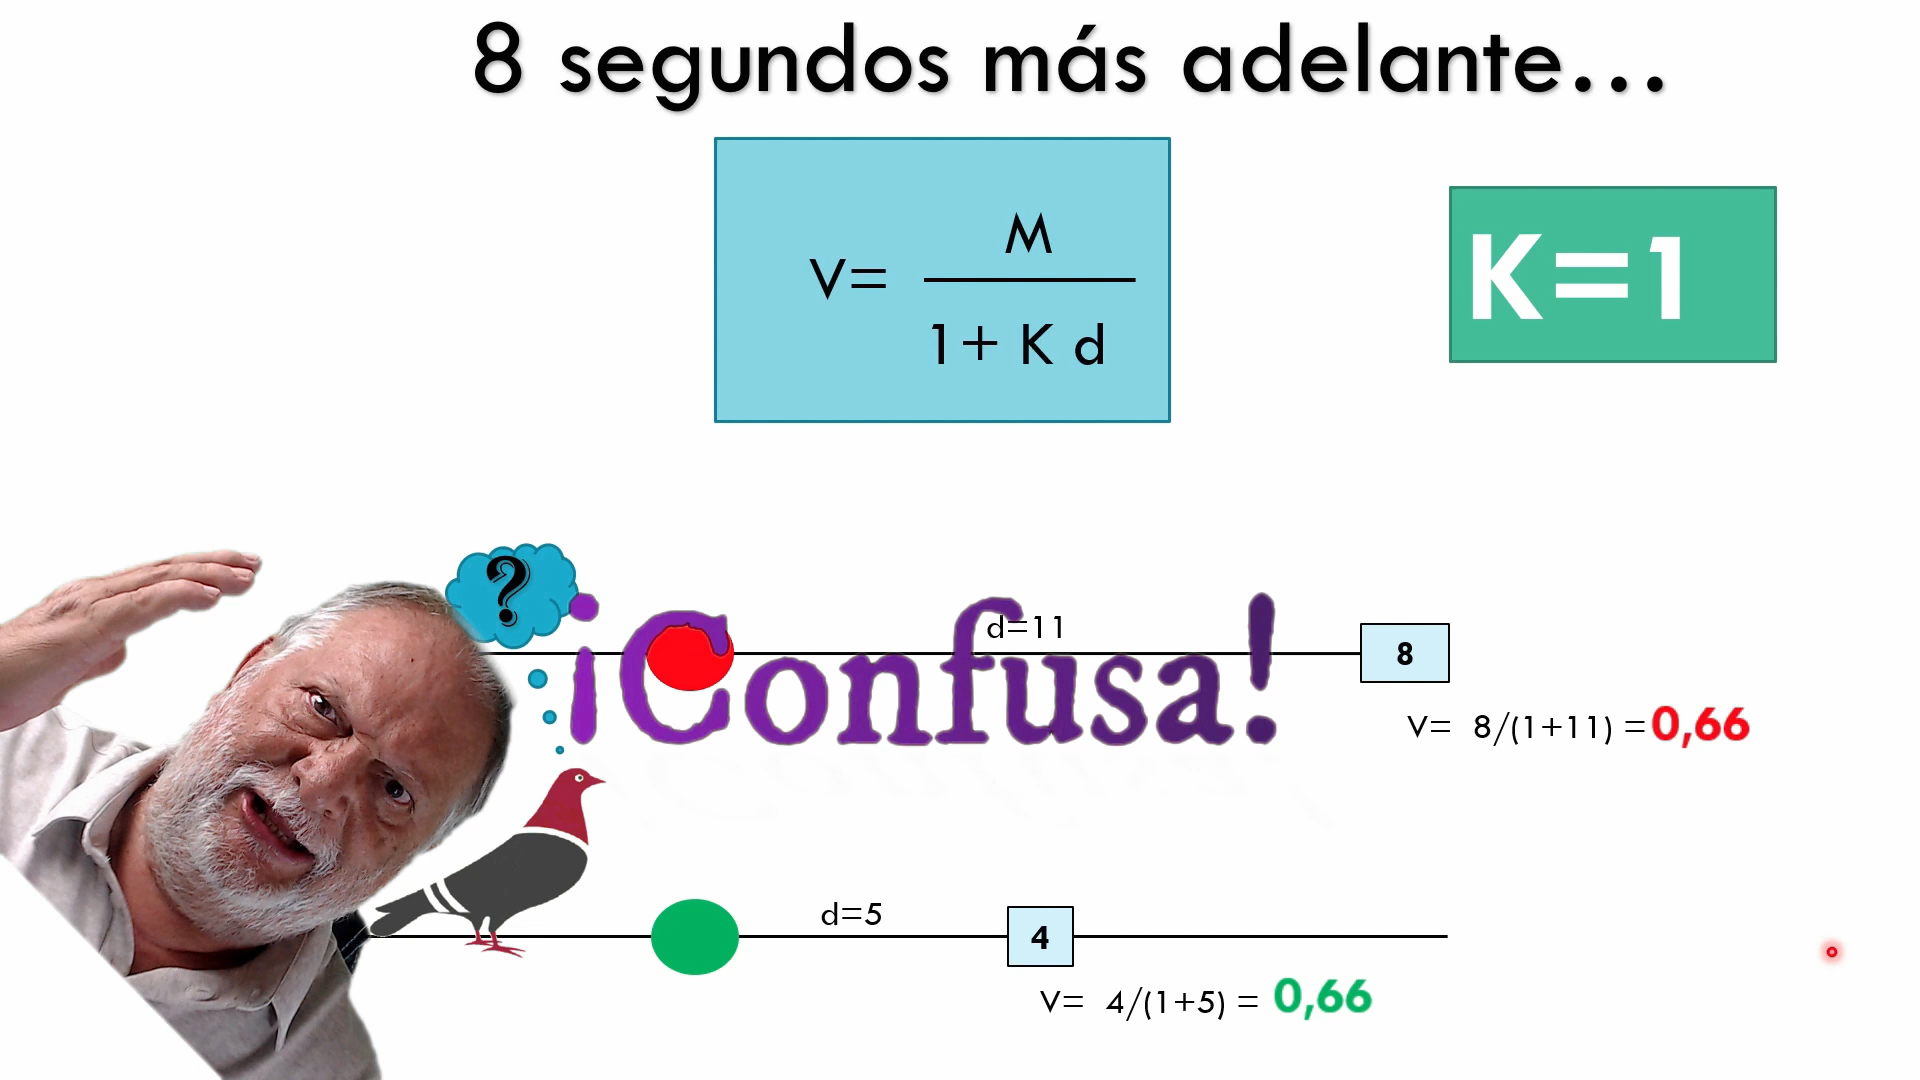 8 segundos más adelante...
V= M
1+ K d
K=1
?
¡Confusa!
d=11
8
V= 8/(1+11) =0,66
d=5
4
V= 4/(1+5) = 0,66